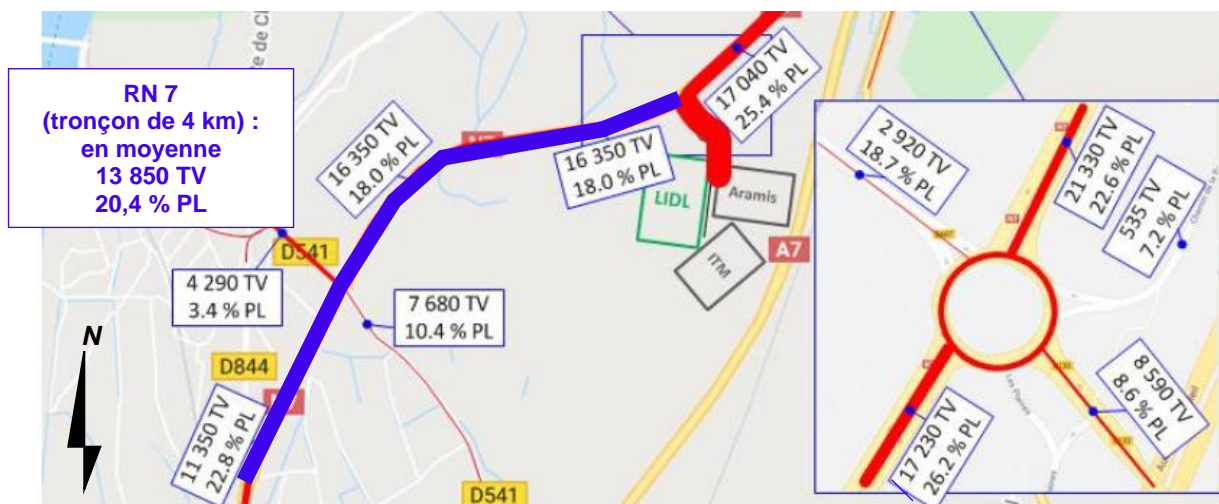 RN 7
(tronçon de 4 km) :
en moyenne
13 850 TV
20,4 % PL
17 040 TV
25.4 % PL
16 350 TV
18.0 % PL
16 350 TV
18.0 % PL
LIDL
Aramis
ITM
A7
D541
4 290 TV
3.4 % PL
7 680 TV
10.4 % PL
N
D844
11 350 TV
22.8 % PL
D541
2 920 TV
18.7 % PL
21 330 TV
22.6 % PL
535 TV
7.2 % PL
Les Plaines
8 590 TV
8.6 % PL
17 230 TV
26.2 % PL